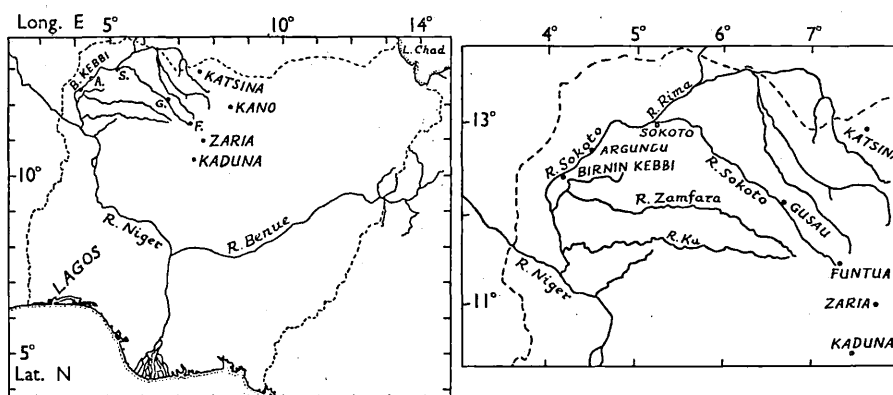 Long. E 5° 10° 14°
L. Chad
B. KEBBI
A. S.
KATSINA
G.
KANO
F.
ZARIA
KADUNA
10°
R. Niger
R. Benue
LAGOS
5°
Lat. N
4° 5° 6° 7°
13°
R. Rima
KATSINA
SOKOTO
R. Sokoto
ARGUNGU
BIRNIN KEBBI
R. Sokoto
R. Zamfara
GUSAU
R. Ku
FUNTUA
R. Niger
11°
ZARIA
KADUNA